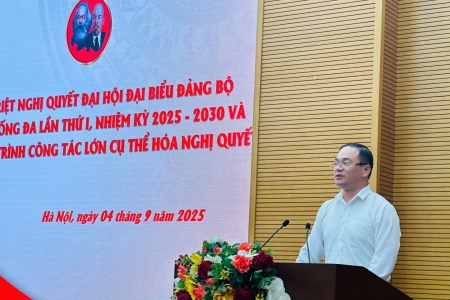 IỆT NGHỊ QUYẾT ĐẠI HỘI ĐẠI BIỂU ĐẢNG BỘ
ỐNG ĐA LẦN THỨ I, NHIỆM KỲ 2025 - 2030 VÀ
TRÌNH CÔNG TÁC LỚN CỤ THỂ HÓA NGHỊ QUYẾT
Hà Nội, ngày 04 tháng 9 năm 2025